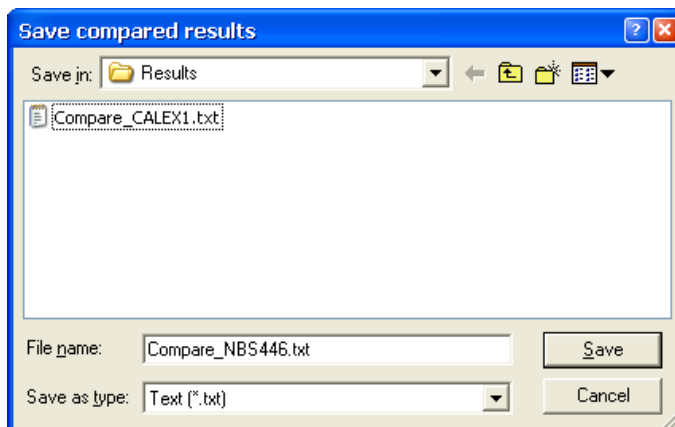 Save compared results
Save in: Results
Compare_CALEX1.txt
File name: Compare_NBS446.txt Save
Save as type: Text (*.txt) Cancel